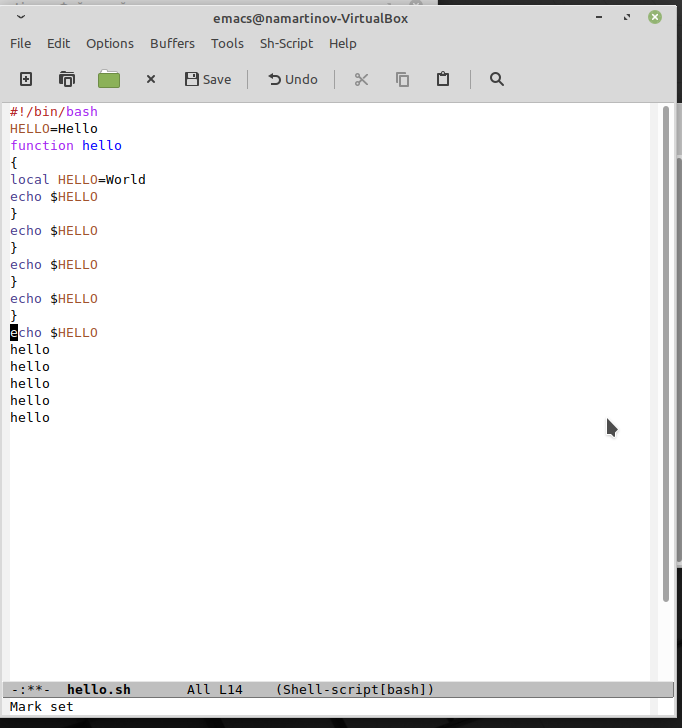 emacs@namartinov-VirtualBox
File Edit Options Buffers Tools Sh-Script Help
Save Undo
#!/bin/bash
HELLO=Hello
function hello
{
local HELLO=World
echo $HELLO
}
echo $HELLO
}
echo $HELLO
}
echo $HELLO
}
echo $HELLO
hello
hello
hello
hello
hello
-:**- hello.sh All L14 (Shell-script[bash])
Mark set